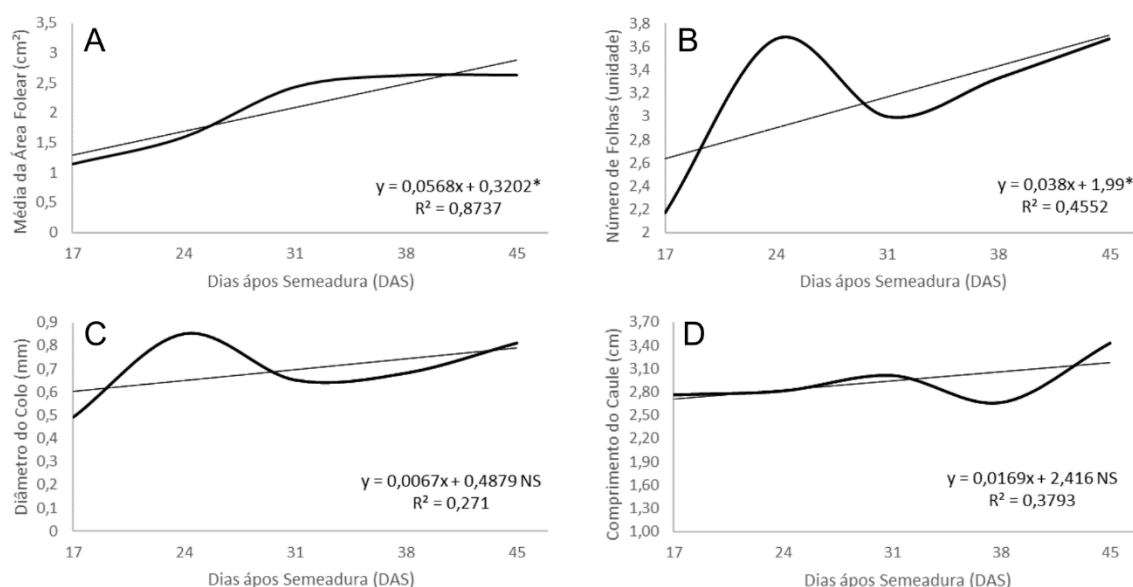 A
Média da Área Folear (cm²)
3,5
3
2,5
2
1,5
1
0,5
0
y = 0,0568x + 0,3202*
R² = 0,8737
17 24 31 38 45
Dias ápos Semeadura (DAS)
B
Número de Folhas (unidade)
3,8
3,6
3,4
3,2
3
2,8
2,6
2,4
2,2
2
y = 0,038x + 1,99*
R² = 0,4552
17 24 31 38 45
Dias ápos Semeadura (DAS)
C
Diâmetro do Colo (mm)
0,9
0,8
0,7
0,6
0,5
0,4
0,3
0,2
0,1
0
y = 0,0067x + 0,4879 NS
R² = 0,271
17 24 31 38 45
Dias ápos Semeadura (DAS)
D
Comprimento do Caule (cm)
3,70
3,40
3,10
2,80
2,50
2,20
1,90
1,60
1,30
1,00
y = 0,0169x + 2,416 NS
R² = 0,3793
17 24 31 38 45
Dias ápos Semeadura (DAS)